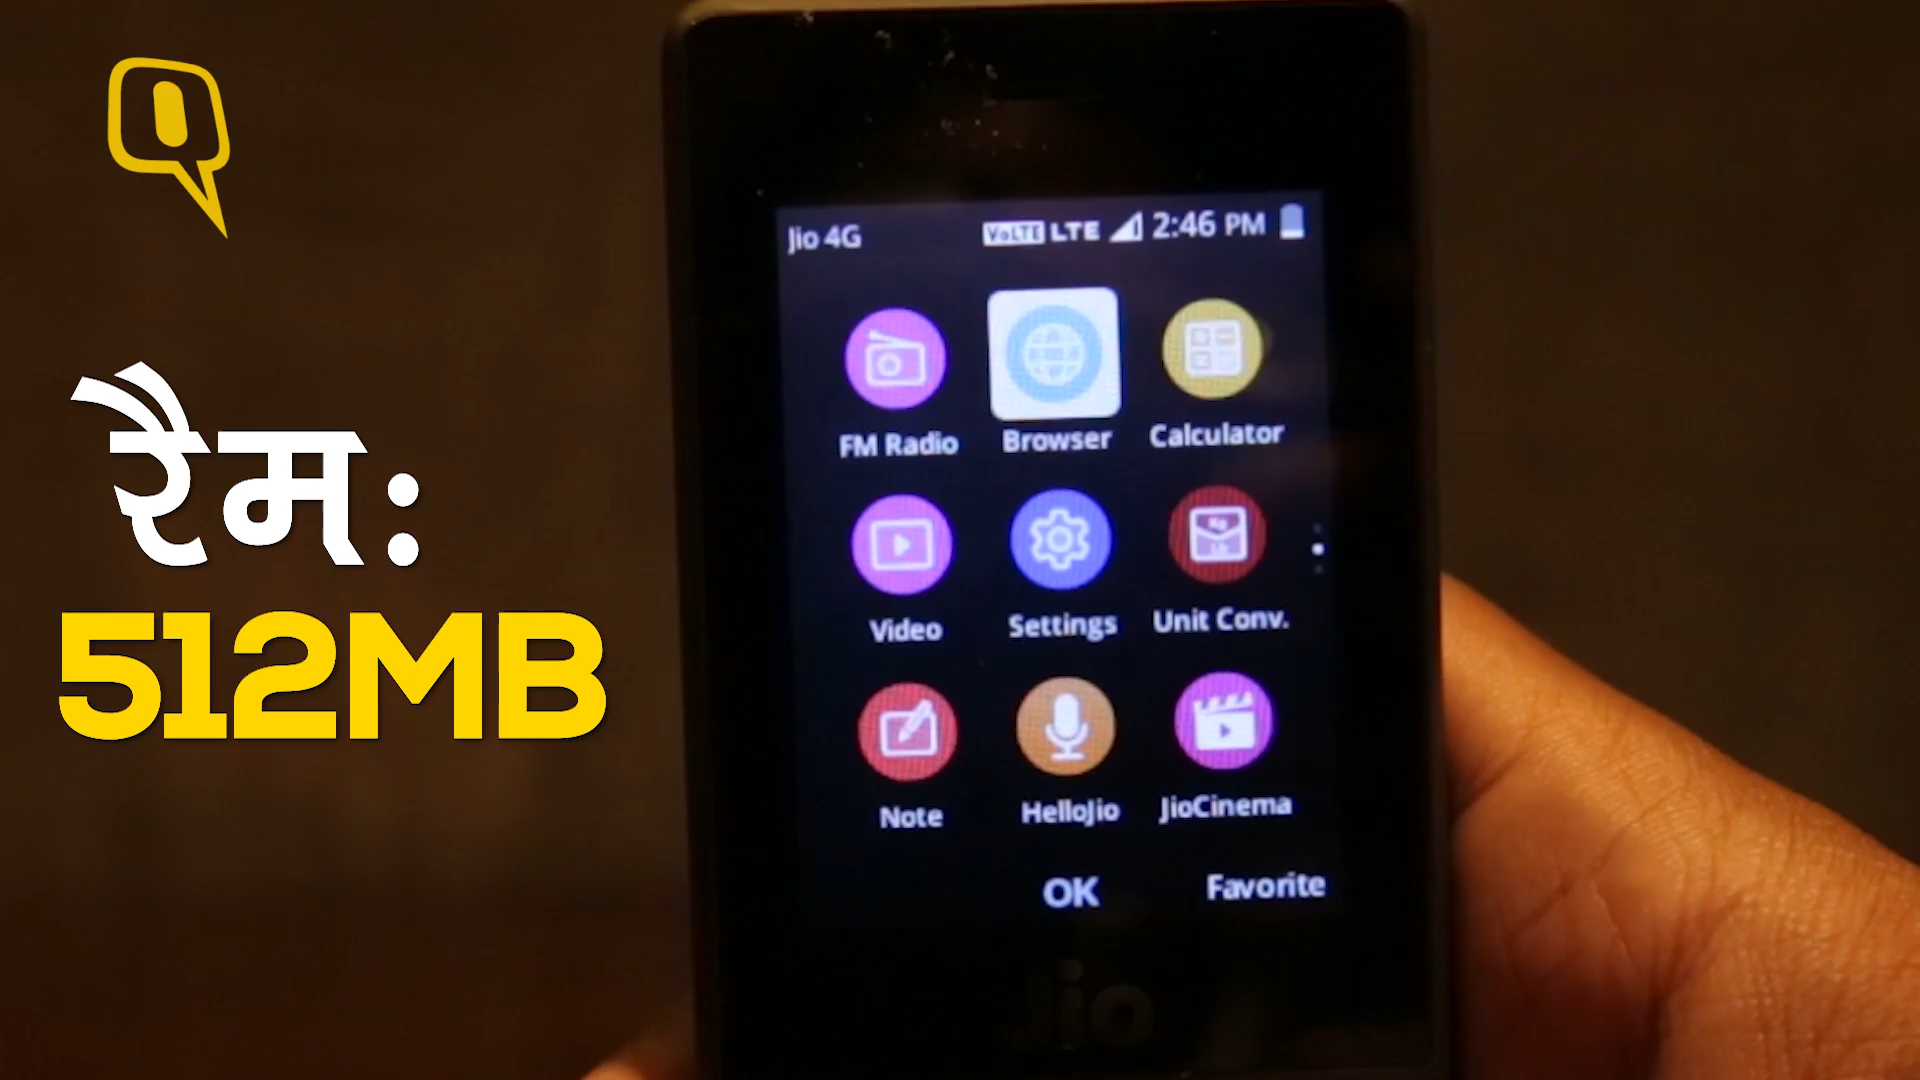 रैम:
512MB
Jio 4G VoLTE LTE 2:46 PM
FM Radio Browser Calculator
Video Settings Unit Conv.
Note HelloJio JioCinema
OK Favorite
Jio